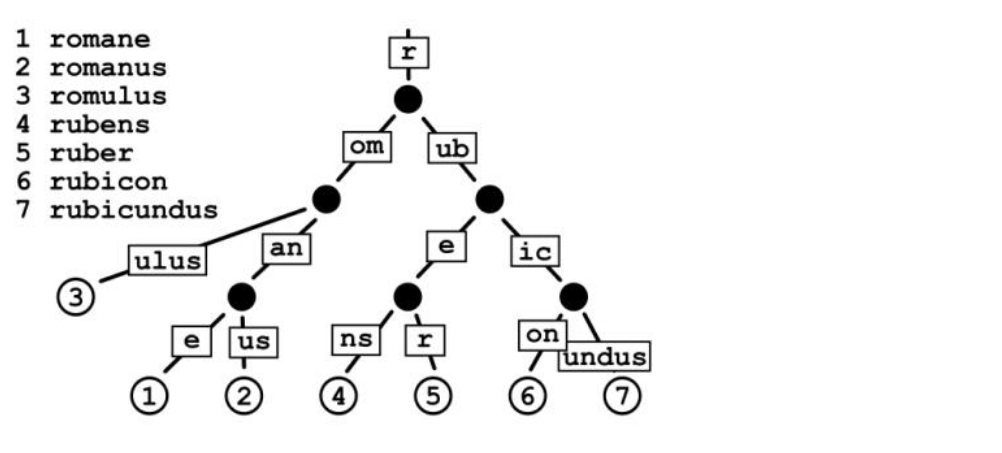 1 romane
2 romanus
3 romulus
4 rubens
5 ruber
6 rubicon
7 rubicundus
r
om ub
ulus an e ic
3
e us ns r on undus
1 2 4 5 6 7